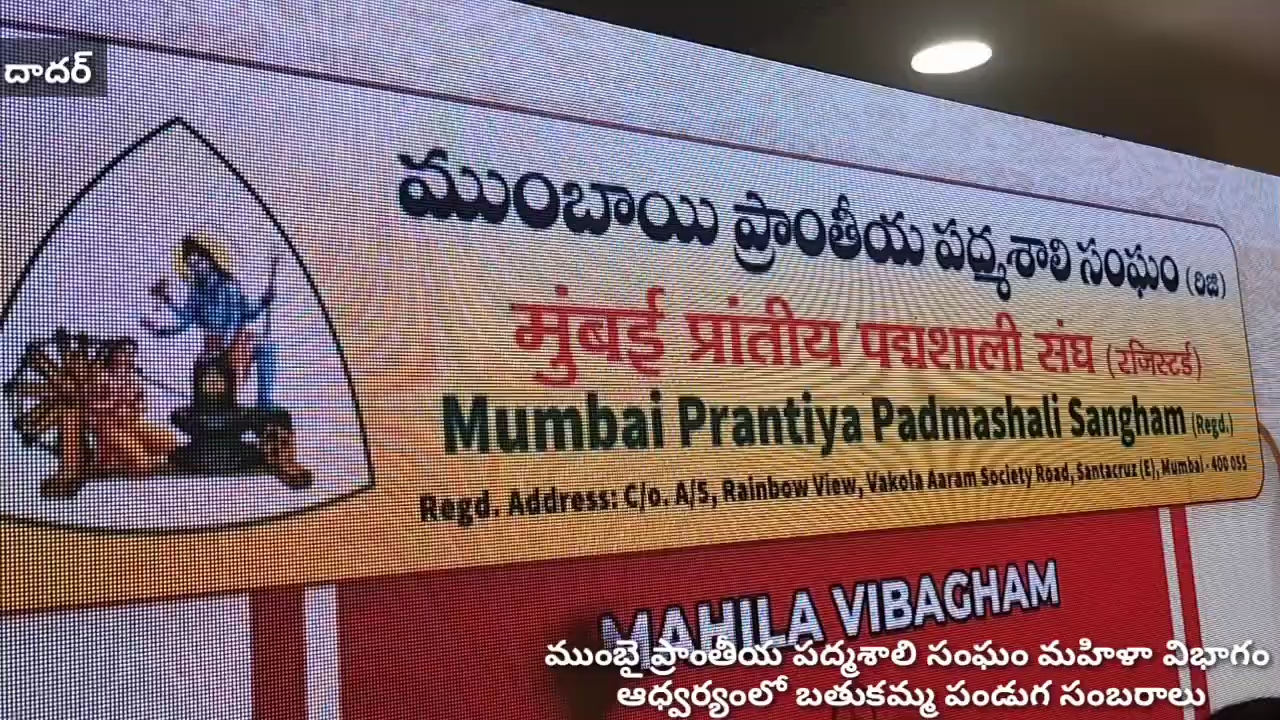 దాదర్
ముంబాయి ప్రాంతీయ పద్మశాలి సంఘం (రిజి)
मुंबई प्रांतीय पद्मशाली संघ (रजिस्टर्ड)
Mumbai Prantiya Padmashali Sangham (Regd.)
Regd. Address: C/o. A/5, Rainbow View, Vakola Aaram Society Road, Santacruz (E), Mumbai - 400 055
MAHILA VIBAGHAM
ముంబై ప్రాంతీయ పద్మశాలి సంఘం మహిళా విభాగం
ఆధ్వర్యంలో బతుకమ్మ పండుగ సంబరాలు